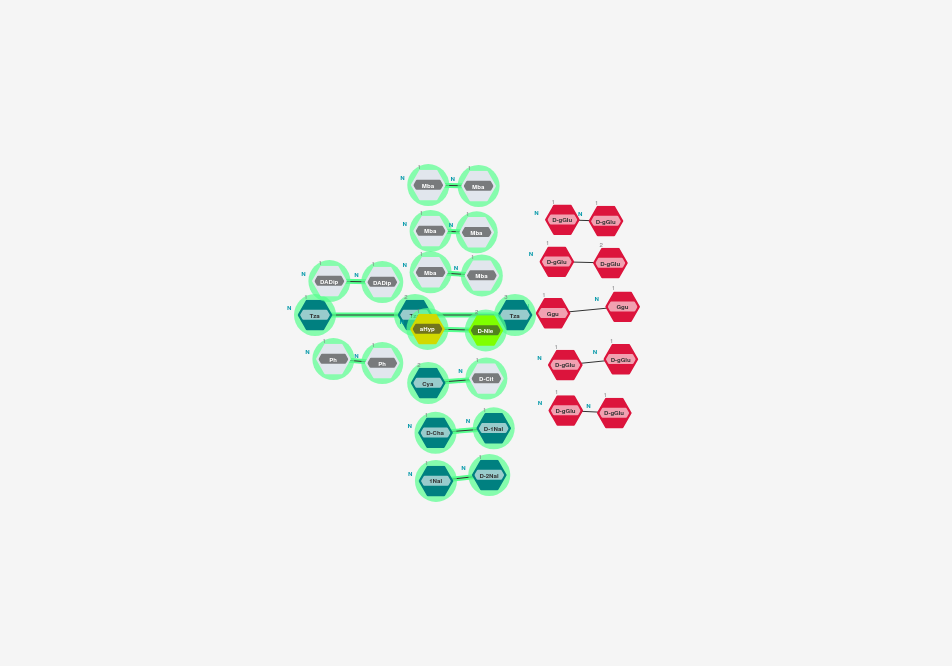 N Mba N Mba
N Mba N Mba
N Mba N Mba
N DADip N DADip
N Tza Tza N
N aHyp D-Nle
N Ph N Ph
Cya N D-Cit
N D-Cha N D-1Nal
N 1Nal N D-2Nal
N D-gGlu N D-gGlu
N D-gGlu D-gGlu
Ggu N Ggu
N D-gGlu N D-gGlu
N D-gGlu N D-gGlu